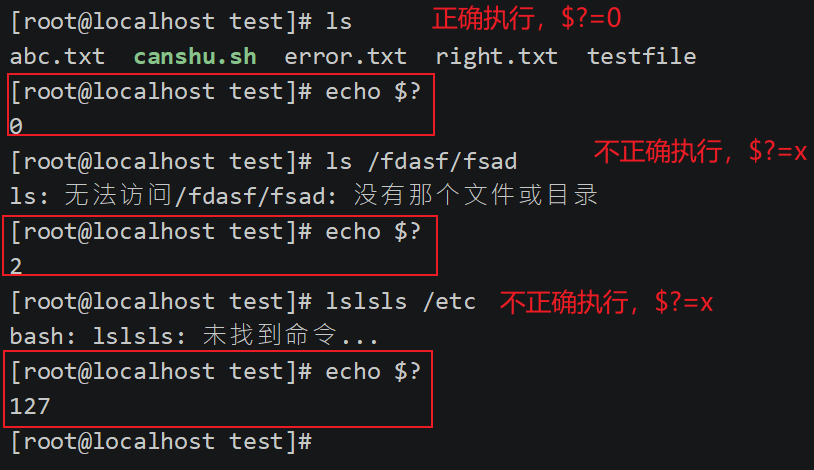 [root@localhost test]# ls 正确执行，$?=0
abc.txt canshu.sh error.txt right.txt testfile
[root@localhost test]# echo $?
0
[root@localhost test]# ls /fdasf/fsad 不正确执行，$?=x
ls: 无法访问/fdasf/fsad: 没有那个文件或目录
[root@localhost test]# echo $?
2
[root@localhost test]# lslsls /etc 不正确执行，$?=x
bash: lslsls: 未找到命令...
[root@localhost test]# echo $?
127
[root@localhost test]#